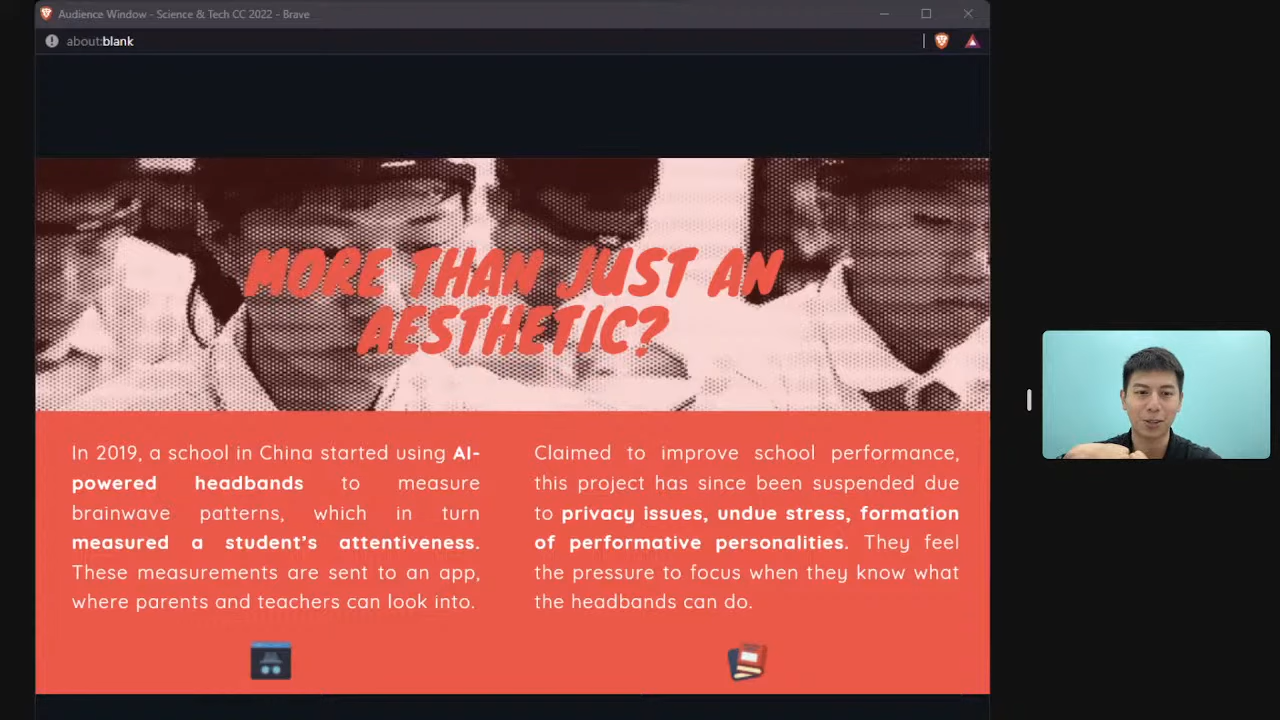 Audience Window - Science & Tech CC 2022 - Brave
about:blank
MORE THAN JUST AN
AESTHETIC?
In 2019, a school in China started using AI-
powered headbands to measure
brainwave patterns, which in turn
measured a student's attentiveness.
These measurements are sent to an app,
where parents and teachers can look into.
Claimed to improve school performance,
this project has since been suspended due
to privacy issues, undue stress, formation
of performative personalities. They feel
the pressure to focus when they know what
the headbands can do.